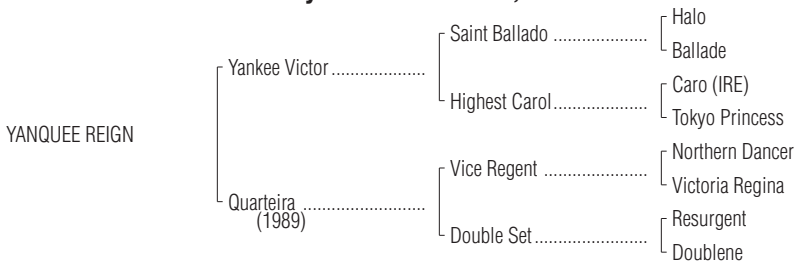 Halo
Saint Ballado ....................
Ballade
Yankee Victor ....................
Caro (IRE)
Highest Carol ....................
Tokyo Princess
YANQUEE REIGN
Northern Dancer
Vice Regent ......................
Victoria Regina
Quarteira ..........................
(1989)
Resurgent
Double Set ........................
Doublene